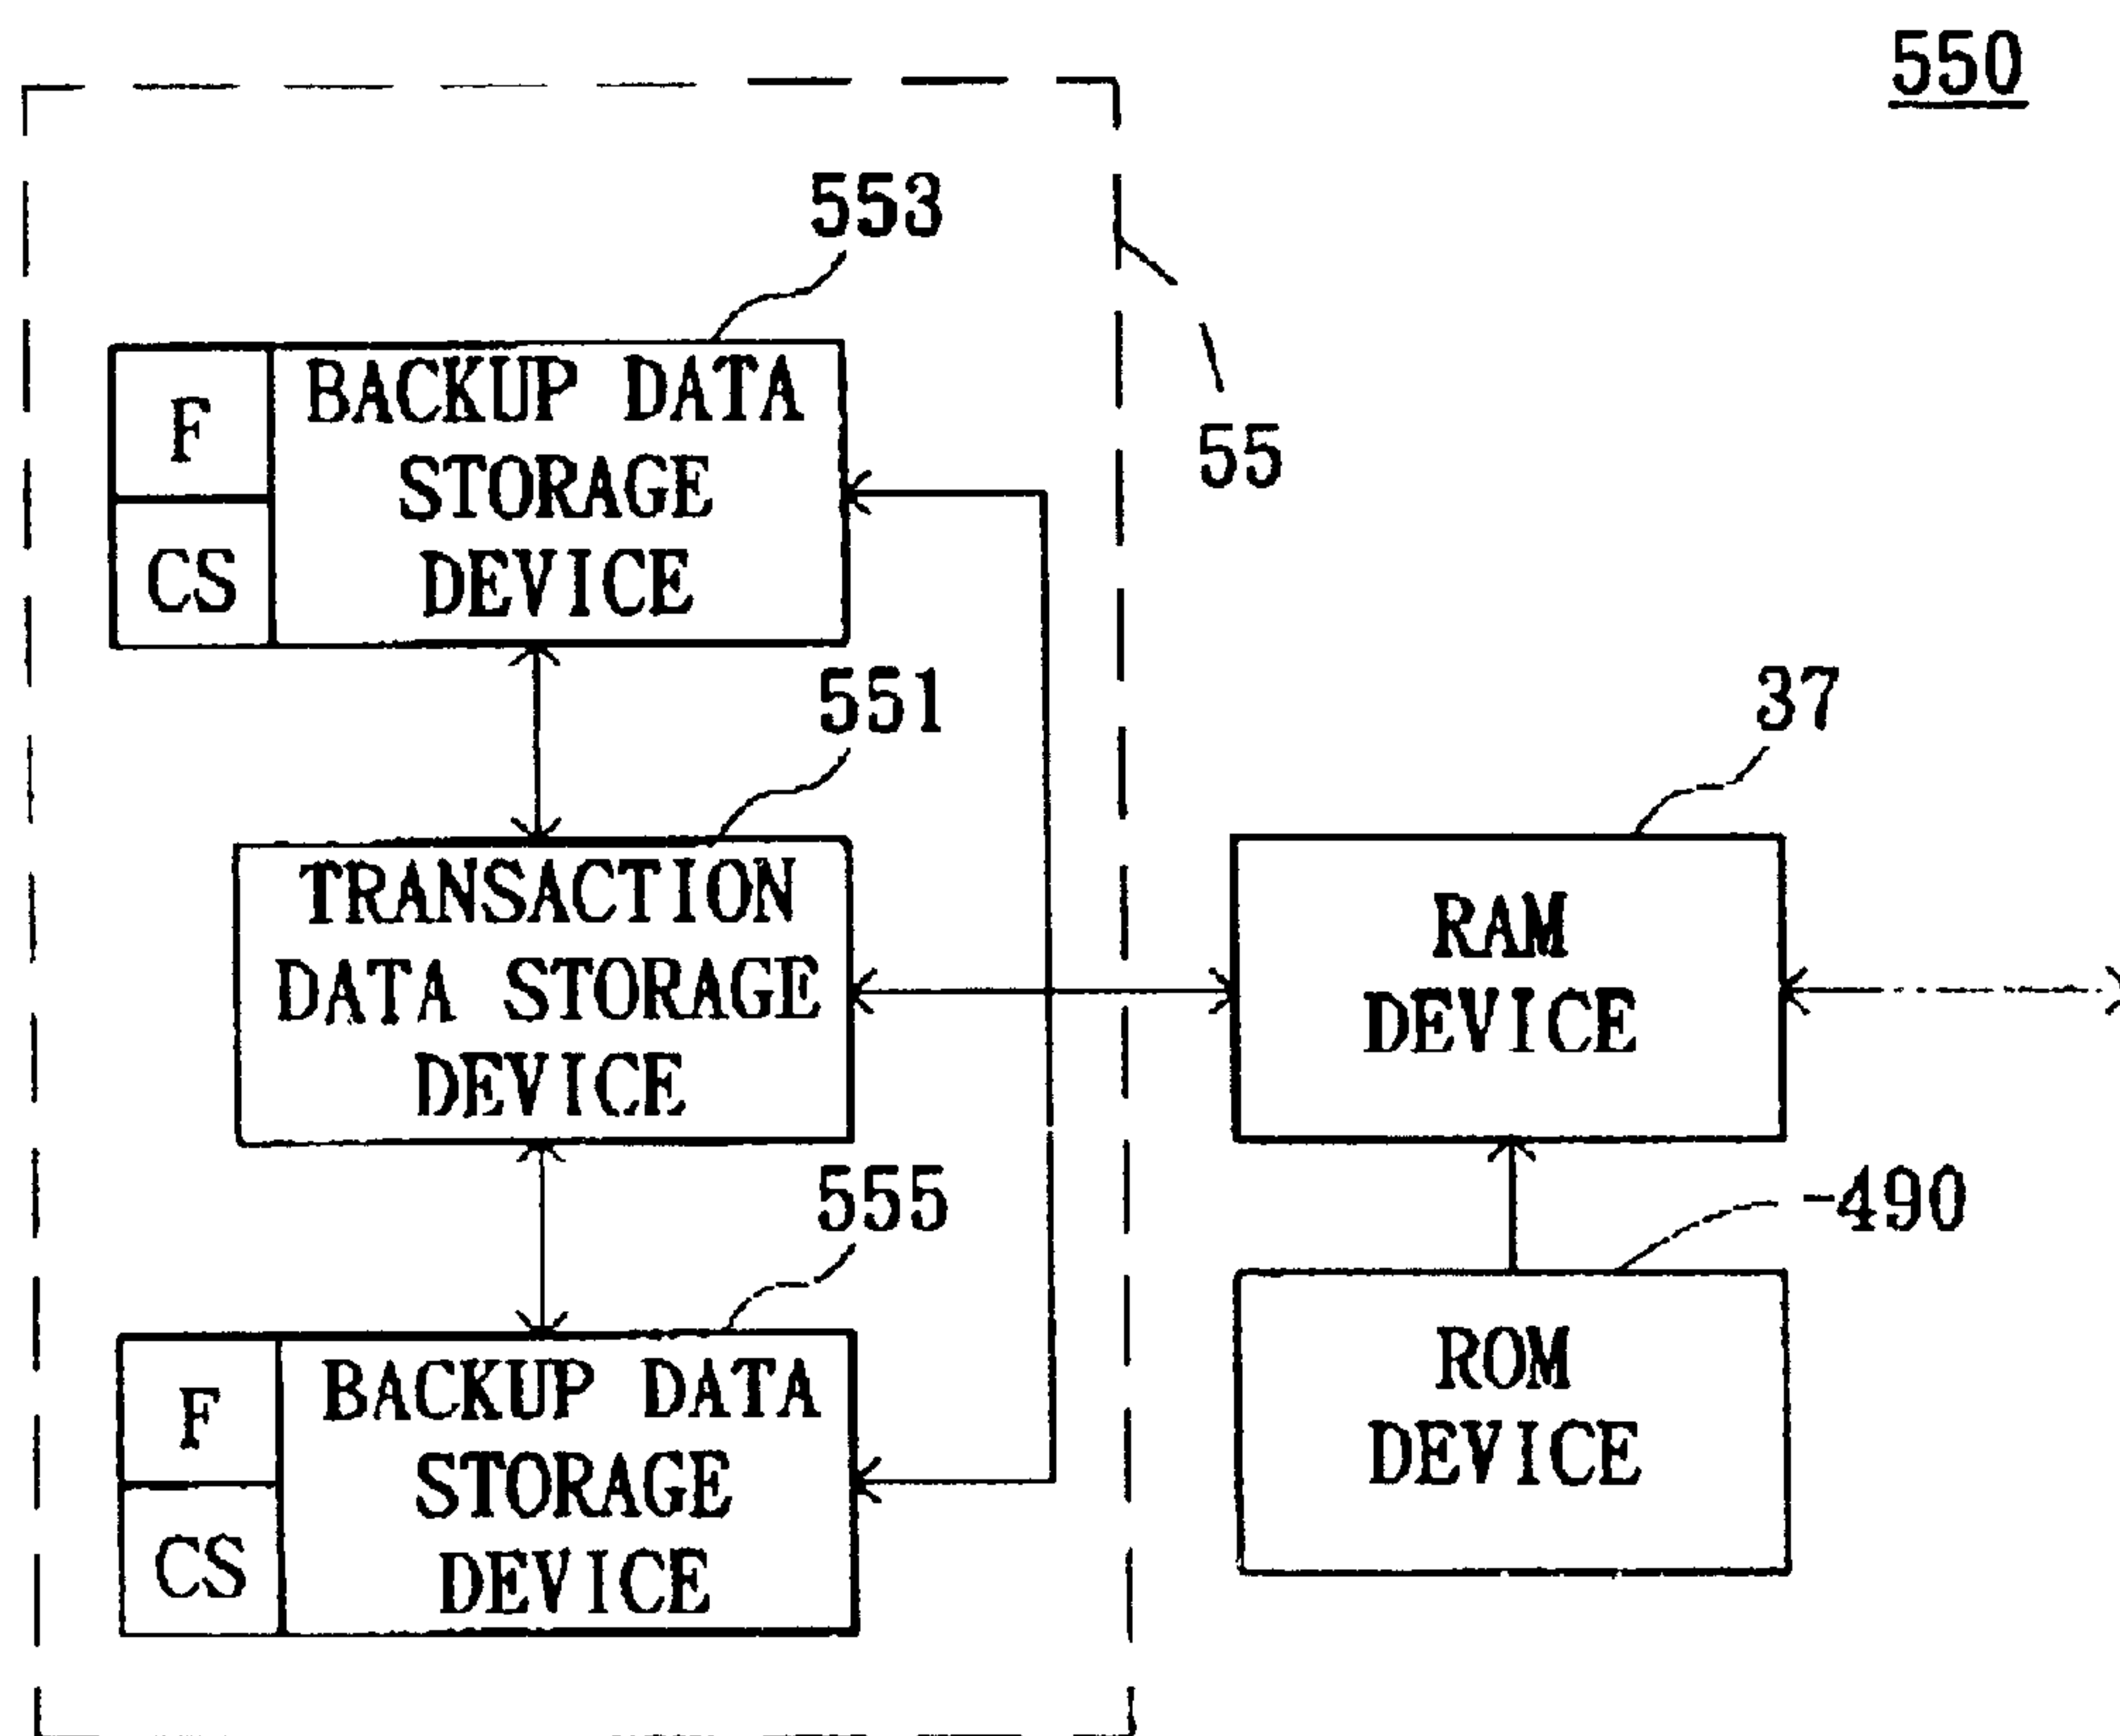 550
553
F
BACKUP DATA
STORAGE
DEVICE
CS
55
551
TRANSACTION
DATA STORAGE
DEVICE
37
RAM
DEVICE
555
F
BACKUP DATA
STORAGE
DEVICE
CS
490
ROM
DEVICE